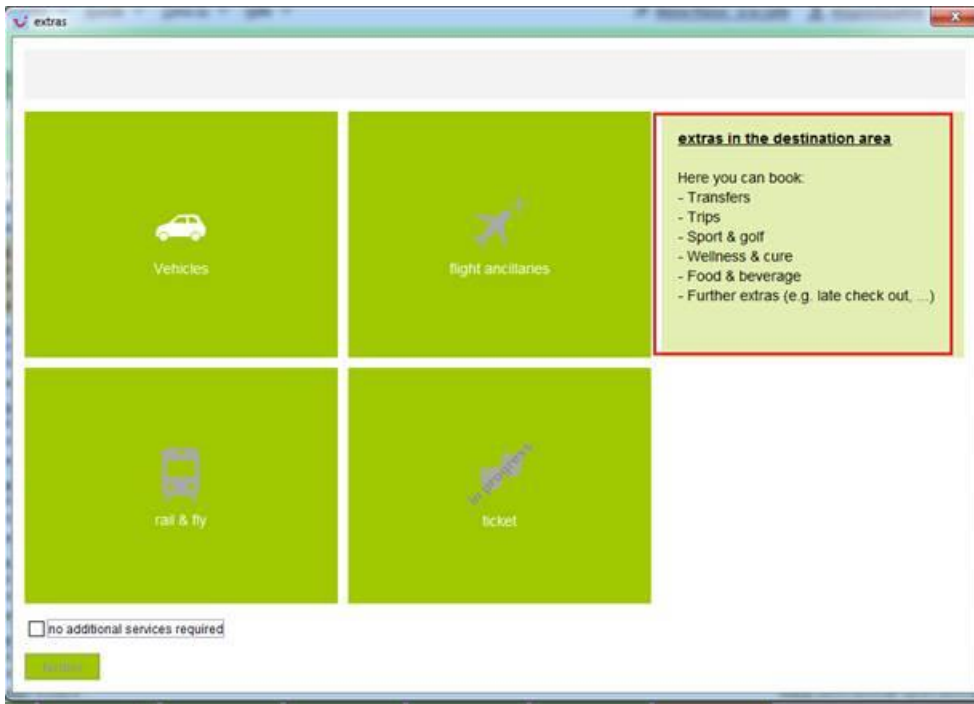 extras
Vehicles
flight ancillaries
extras in the destination area
Here you can book:
- Transfers
- Trips
- Sport & golf
- Wellness & cure
- Food & beverage
- Further extras (e.g. late check out, ...)
rail & fly
in progress
ticket
no additional services required